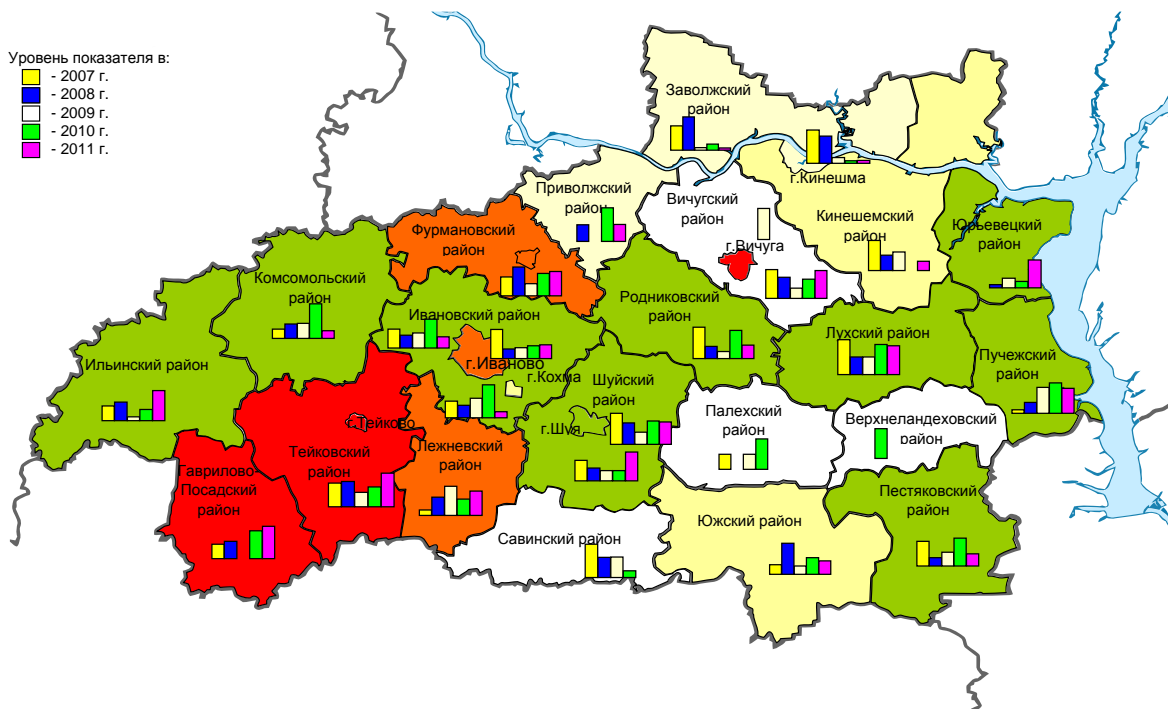 Уровень показателя в:
- 2007 г.
- 2008 г.
- 2009 г.
- 2010 г.
- 2011 г.
Заволжский
район
г.Кинешма
Приволжский
район
Вичугский
район
г.Вичуга
Кинешемский
район
Юрьевецкий
район
Фурмановский
район
Комсомольский
район
Ивановский район
г.Иваново
г.Кохма
Родниковский
район
Лухский район
Пучежский
район
Ильинский район
Шуйский
район
г.Шуя
Палехский
район
Верхнеландеховский
район
г.Тейково
Тейковский
район
Лежневский
район
Гаврилово-
Посадский
район
Савинский район
Южский район
Пестяковский
район